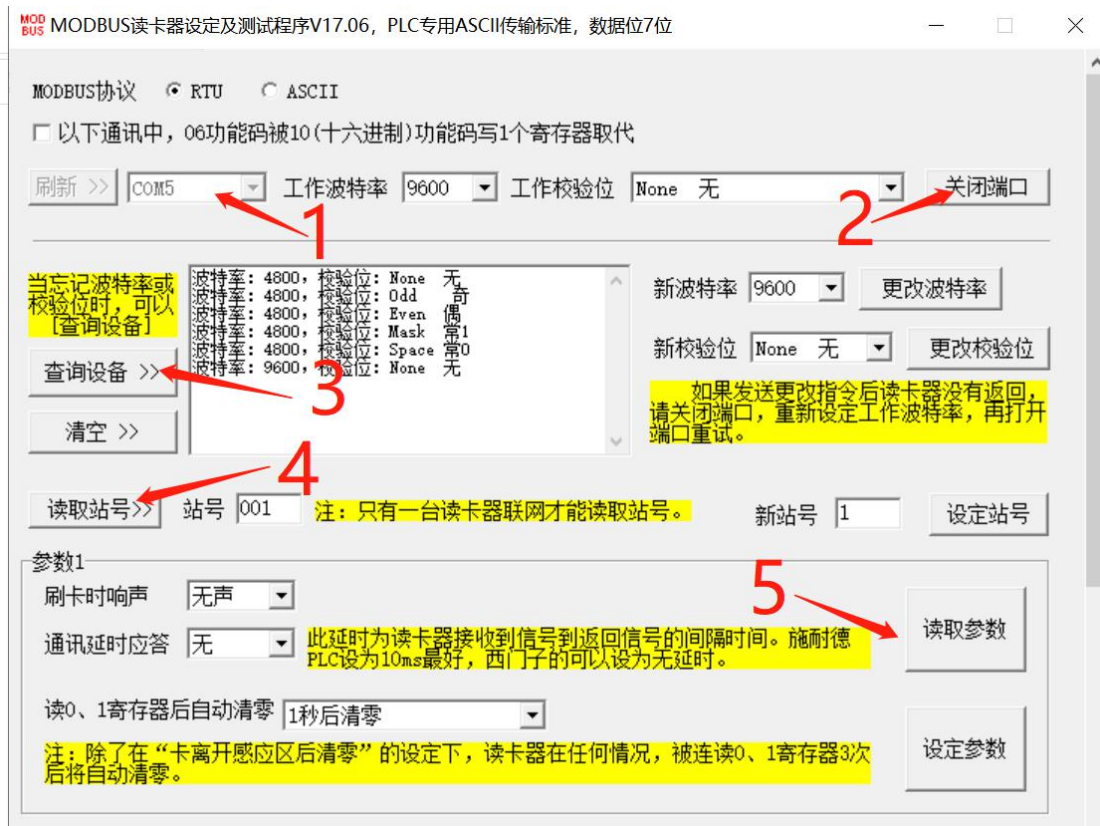 MOD
BUS MODBUS读卡器设定及测试程序V17.06，PLC专用ASCII传输标准，数据位7位
MODBUS协议 RTU ASCII
以下通讯中，06功能码被10(十六进制)功能码写1个寄存器取代
刷新 >> COM5 工作波特率 9600 工作校验位 None 无 关闭端口
1
2
当忘记波特率或
校验位时，可以
[查询设备]
波特率: 4800，校验位: None 无
波特率: 4800，校验位: Odd 奇
波特率: 4800，校验位: Even 偶
波特率: 4800，校验位: Mask 常1
波特率: 4800，校验位: Space 常0
波特率: 9600，校验位: None 无
新波特率 9600 更改波特率
新校验位 None 无 更改校验位
查询设备 >>
3
清空 >>
如果发送更改指令后读卡器没有返回，
请关闭端口，重新设定工作波特率，再打开
端口重试。
4
读取站号>> 站号 001 注：只有一台读卡器联网才能读取站号。 新站号 1 设定站号
参数1
刷卡时响声 无声
5
读取参数
通讯延时应答 无 此延时为读卡器接收到信号到返回信号的间隔时间。施耐德
PLC设为10ms最好，西门子的可以设为无延时。
读0、1寄存器后自动清零 1秒后清零
设定参数
注：除了在“卡离开感应区后清零”的设定下，读卡器在任何情况，被连读0、1寄存器3次
后将自动清零。